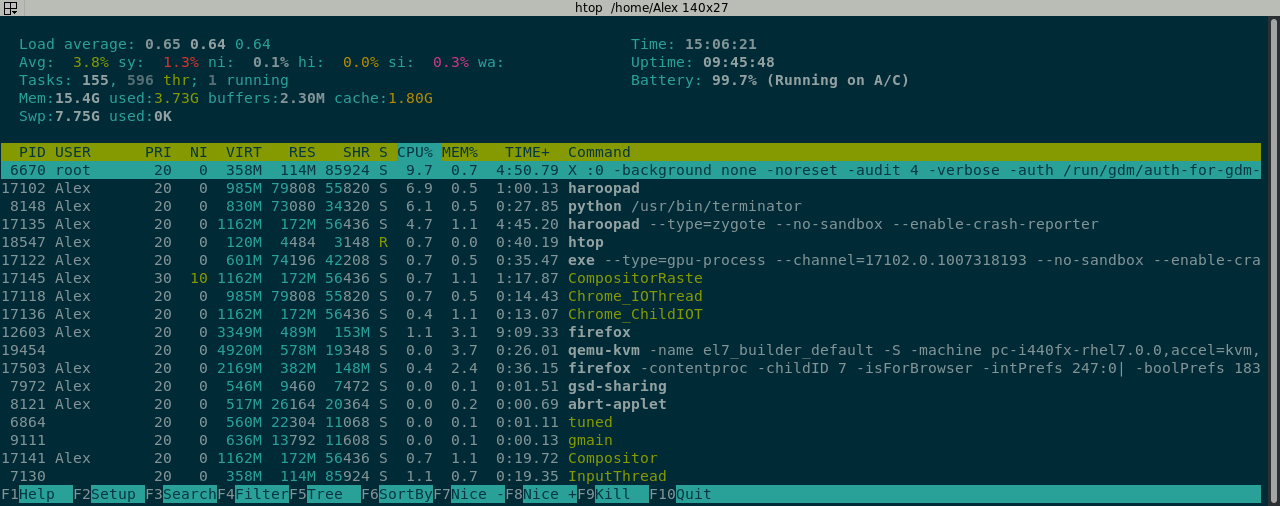 htop /home/Alex 140x27
Load average: 0.65 0.64 0.64 Time: 15:06:21
Avg: 3.8% sy: 1.3% ni: 0.1% hi: 0.0% si: 0.3% wa: Uptime: 09:45:48
Tasks: 155, 596 thr; 1 running Battery: 99.7% (Running on A/C)
Mem:15.4G used:3.73G buffers:2.30M cache:1.80G
Swp:7.75G used:0K
PID USER PRI NI VIRT RES SHR S CPU% MEM% TIME+ Command
6670 root 20 0 358M 114M 85924 S 9.7 0.7 4:50.79 X :0 -background none -noreset -audit 4 -verbose -auth /run/gdm/auth-for-gdm-
17102 Alex 20 0 985M 79808 55820 S 6.9 0.5 1:00.13 haroopad
8148 Alex 20 0 830M 73080 34320 S 6.1 0.5 0:27.85 python /usr/bin/terminator
17135 Alex 20 0 1162M 172M 56436 S 4.7 1.1 4:45.20 haroopad --type=zygote --no-sandbox --enable-crash-reporter
18547 Alex 20 0 120M 4484 3148 R 0.7 0.0 0:40.19 htop
17122 Alex 20 0 601M 74196 42208 S 0.7 0.5 0:35.47 exe --type=gpu-process --channel=17102.0.1007318193 --no-sandbox --enable-cra
17145 Alex 30 10 1162M 172M 56436 S 0.7 1.1 1:17.87 CompositorRaste
17118 Alex 20 0 985M 79808 55820 S 0.7 0.5 0:14.43 Chrome_IOThread
17136 Alex 20 0 1162M 172M 56436 S 0.4 1.1 0:13.07 Chrome_ChildIOT
12603 Alex 20 0 3349M 489M 153M S 1.1 3.1 9:09.33 firefox
19454 20 0 4920M 578M 19348 S 0.0 3.7 0:26.01 qemu-kvm -name el7_builder_default -S -machine pc-i440fx-rhel7.0.0,accel=kvm,
17503 Alex 20 0 2169M 382M 148M S 0.4 2.4 0:36.15 firefox -contentproc -childID 7 -isForBrowser -intPrefs 247:0| -boolPrefs 183
7972 Alex 20 0 546M 9460 7472 S 0.0 0.1 0:01.51 gsd-sharing
8121 Alex 20 0 517M 26164 20364 S 0.0 0.2 0:00.69 abrt-applet
6864 20 0 560M 22304 11068 S 0.0 0.1 0:01.11 tuned
9111 20 0 636M 13792 11608 S 0.0 0.1 0:00.13 gmain
17141 Alex 20 0 1162M 172M 56436 S 0.7 1.1 0:19.72 Compositor
7130 20 0 358M 114M 85924 S 1.1 0.7 0:19.35 InputThread
F1Help F2Setup F3SearchF4FilterF5Tree F6SortByF7Nice -F8Nice +F9Kill F10Quit